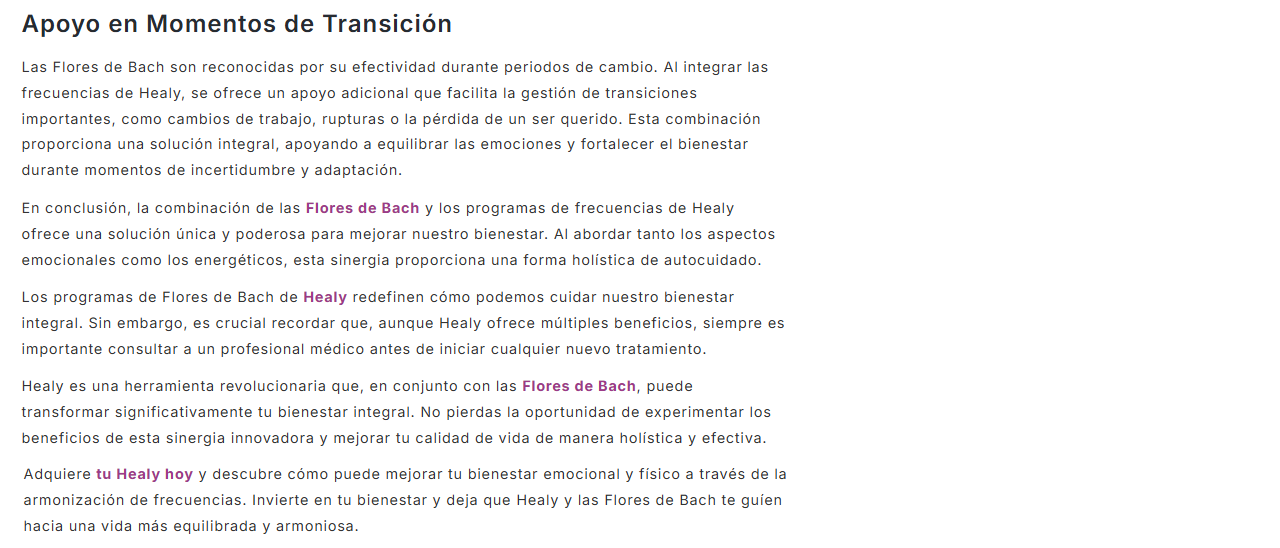 Apoyo en Momentos de Transición
Las Flores de Bach son reconocidas por su efectividad durante periodos de cambio. Al integrar las
frecuencias de Healy, se ofrece un apoyo adicional que facilita la gestión de transiciones
importantes, como cambios de trabajo, rupturas o la pérdida de un ser querido. Esta combinación
proporciona una solución integral, apoyando a equilibrar las emociones y fortalecer el bienestar
durante momentos de incertidumbre y adaptación.
En conclusión, la combinación de las Flores de Bach y los programas de frecuencias de Healy
ofrece una solución única y poderosa para mejorar nuestro bienestar. Al abordar tanto los aspectos
emocionales como los energéticos, esta sinergia proporciona una forma holística de autocuidado.
Los programas de Flores de Bach de Healy redefinen cómo podemos cuidar nuestro bienestar
integral. Sin embargo, es crucial recordar que, aunque Healy ofrece múltiples beneficios, siempre es
importante consultar a un profesional médico antes de iniciar cualquier nuevo tratamiento.
Healy es una herramienta revolucionaria que, en conjunto con las Flores de Bach, puede
transformar significativamente tu bienestar integral. No pierdas la oportunidad de experimentar los
beneficios de esta sinergia innovadora y mejorar tu calidad de vida de manera holística y efectiva.
Adquiere tu Healy hoy y descubre cómo puede mejorar tu bienestar emocional y físico a través de la
armonización de frecuencias. Invierte en tu bienestar y deja que Healy y las Flores de Bach te guíen
hacia una vida más equilibrada y armoniosa.